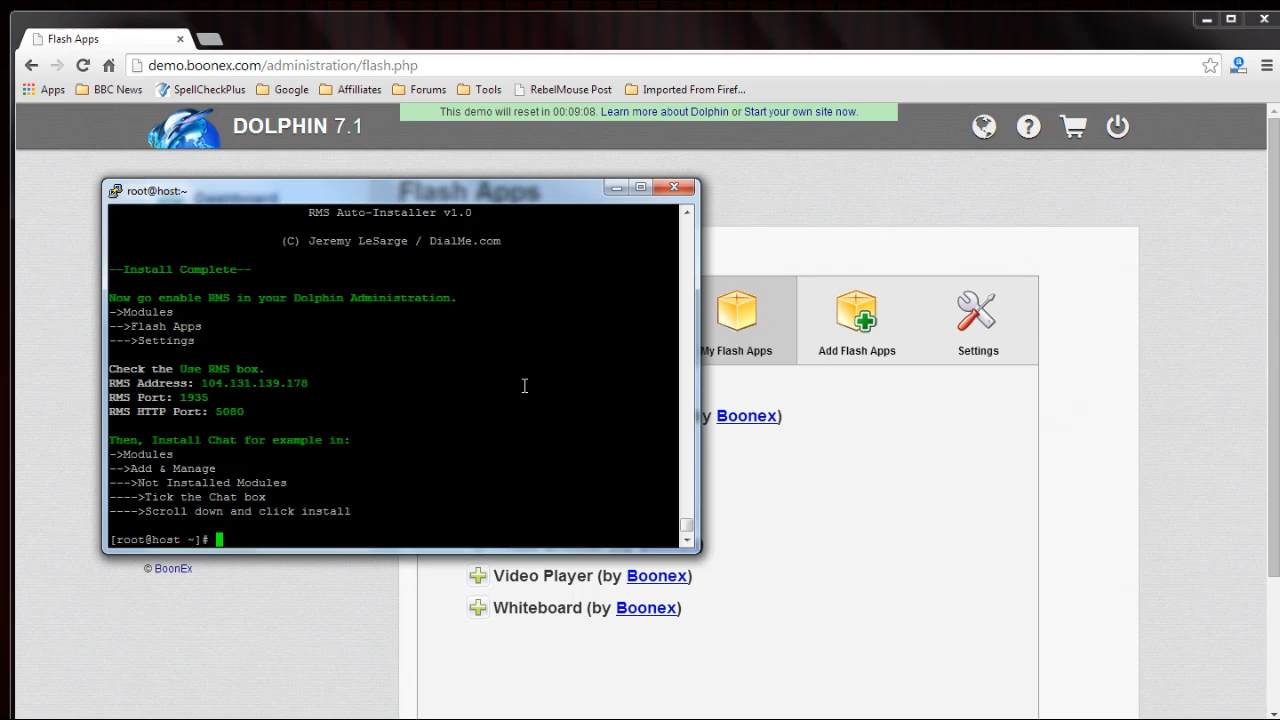 Flash Apps
demo.boonex.com/administration/flash.php
Apps BBC News SpellCheckPlus Google Affilliates Forums Tools RebelMouse Post Imported From Firef...
This demo will reset in 00:09:08. Learn more about Dolphin or Start your own site now.
DOLPHIN 7.1
Dashboard
Flash Apps
root@host:~
RMS Auto-Installer v1.0
(C) Jeremy LeSarge / DialMe.com
--Install Complete--
Now go enable RMS in your Dolphin Administration.
->Modules
-->Flash Apps
--->Settings
Check the Use RMS box.
RMS Address: 104.131.139.178
RMS Port: 1935
RMS HTTP Port: 5080
Then, Install Chat for example in:
->Modules
-->Add & Manage
--->Not Installed Modules
---->Tick the Chat box
---->Scroll down and click install
[root@host ~]#
My Flash Apps
Add Flash Apps
Settings
y Boonex)
© BoonEx
Video Player (by Boonex)
Whiteboard (by Boonex)